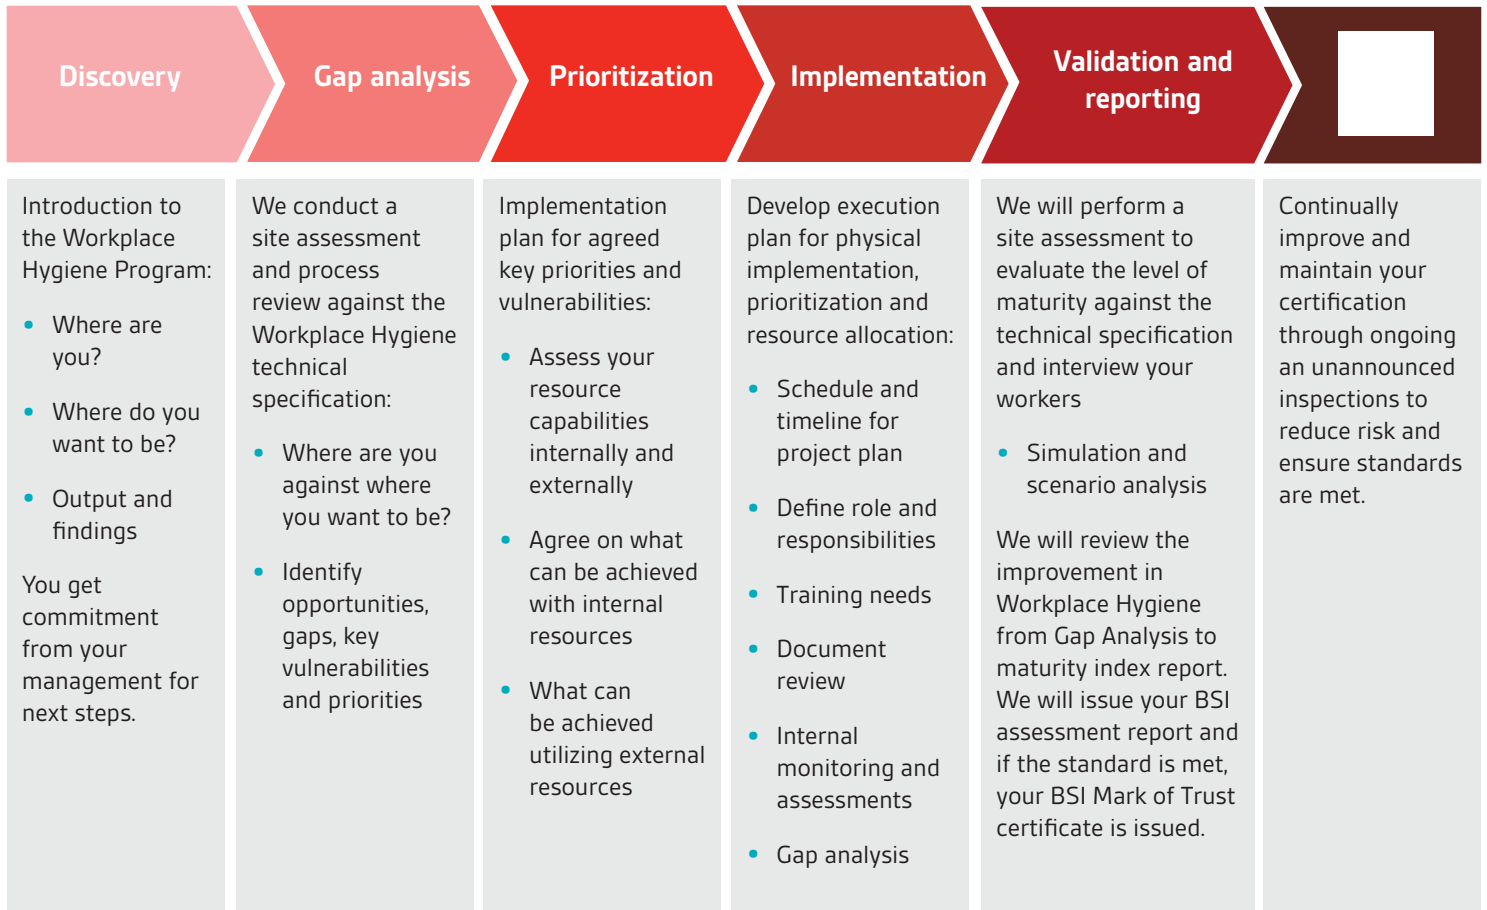 Discovery
Gap analysis
Prioritization
Implementation
Validation and
reporting
Introduction to
the Workplace
Hygiene Program:
• Where are
you?
• Where do you
want to be?
• Output and
findings
You get
commitment
from your
management for
next steps.
We conduct a
site assessment
and process
review against the
Workplace Hygiene
technical
specification:
• Where are you
against where
you want to be?
• Identify
opportunities,
gaps, key
vulnerabilities
and priorities
Implementation
plan for agreed
key priorities and
vulnerabilities:
• Assess your
resource
capabilities
internally and
externally
• Agree on what
can be achieved
with internal
resources
• What can
be achieved
utilizing external
resources
Develop execution
plan for physical
implementation,
prioritization and
resource allocation:
• Schedule and
timeline for
project plan
• Define role and
responsibilities
• Training needs
• Document
review
• Internal
monitoring and
assessments
• Gap analysis
We will perform a
site assessment to
evaluate the level of
maturity against the
technical specification
and interview your
workers
• Simulation and
scenario analysis
We will review the
improvement in
Workplace Hygiene
from Gap Analysis to
maturity index report.
We will issue your BSI
assessment report and
if the standard is met,
your BSI Mark of Trust
certificate is issued.
Continually
improve and
maintain your
certification
through ongoing
an unannounced
inspections to
reduce risk and
ensure standards
are met.